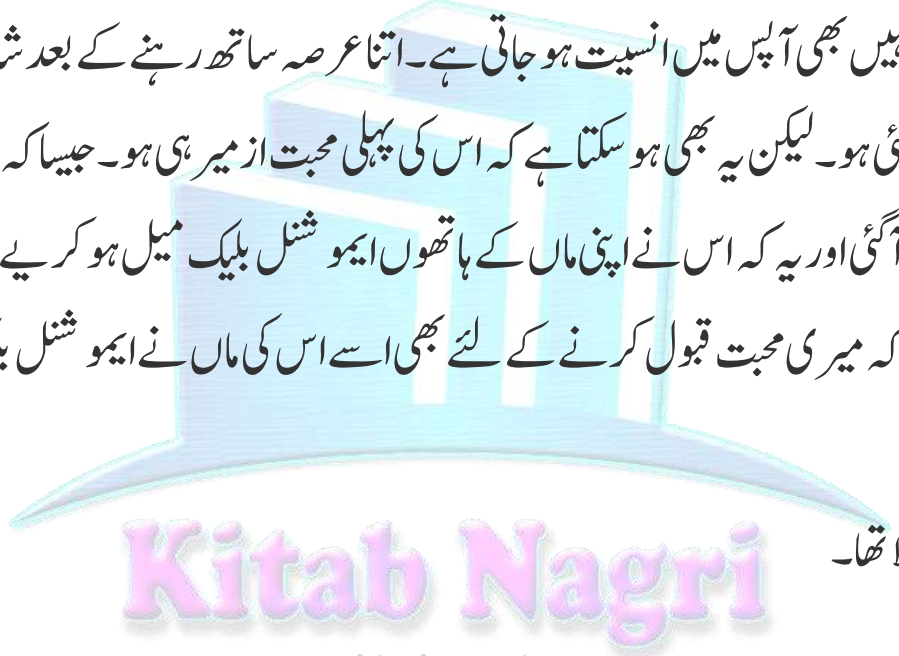 ہیں بھی آپس میں انسیت ہو جاتی ہے۔ اتنا عرصہ ساتھ رہنے کے بعد
ئی ہو۔ لیکن یہ بھی ہو سکتا ہے کہ اس کی پہلی محبت ازمیر ہی ہو۔ جیسا کہ
آگئی اور یہ کہ اس نے اپنی ماں کے ہاتھوں ایموشنل بلیک میل ہو کر یے
کہ میری محبت قبول کرنے کے لئے بھی اسے اس کی ماں نے ایموشنل
تھا۔
Kitab Nagri